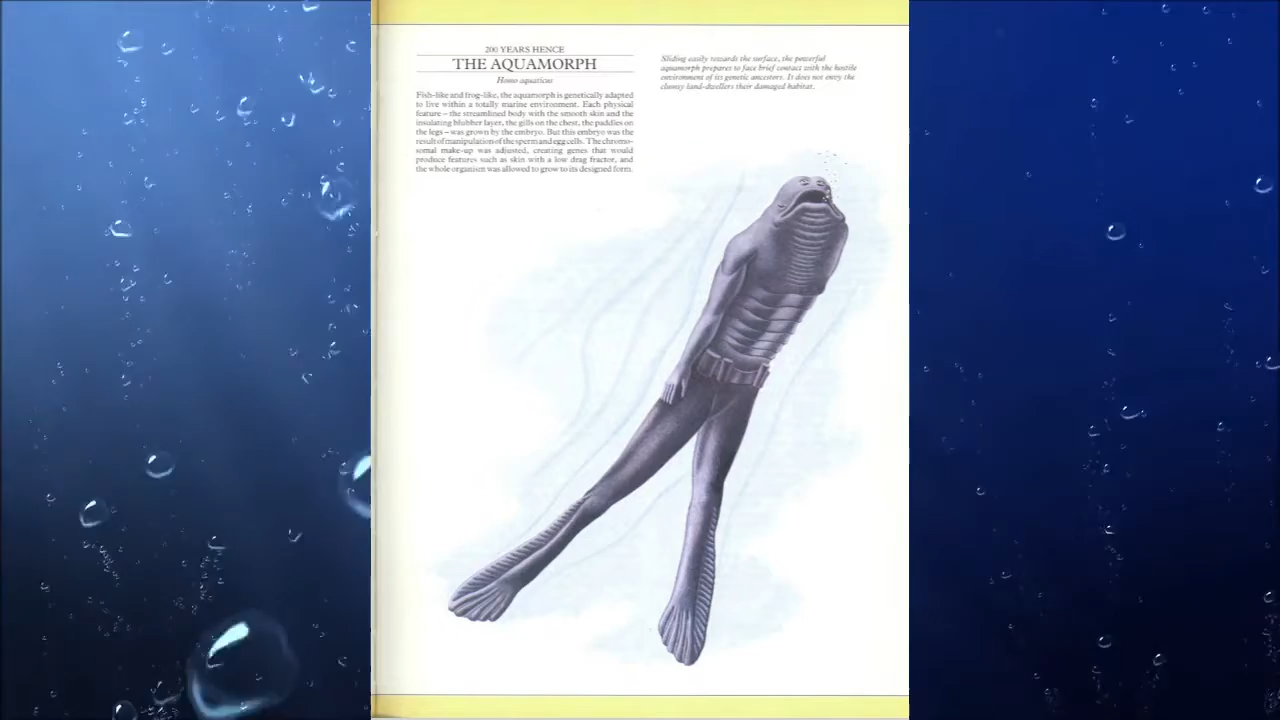 200 YEARS HENCE
THE AQUAMORPH
Homo aquaticus
Fish-like and frog-like, the aquamorph is genetically adapted
to live within a totally marine environment. Each physical
feature – the streamlined body with the smooth skin and the
insulating blubber layer, the gills on the chest, the paddles on
the legs – was grown by the embryo. But this embryo was the
result of manipulation of the sperm and egg cells. The chromo-
somal make-up was adjusted, creating genes that would
produce features such as skin with a low drag fractor, and
the whole organism was allowed to grow to its designed form.
Sliding easily towards the surface, the powerful
aquamorph prepares to face brief contact with the hostile
environment of its genetic ancestors. It does not envy the
clumsy land-dwellers their damaged habitat.